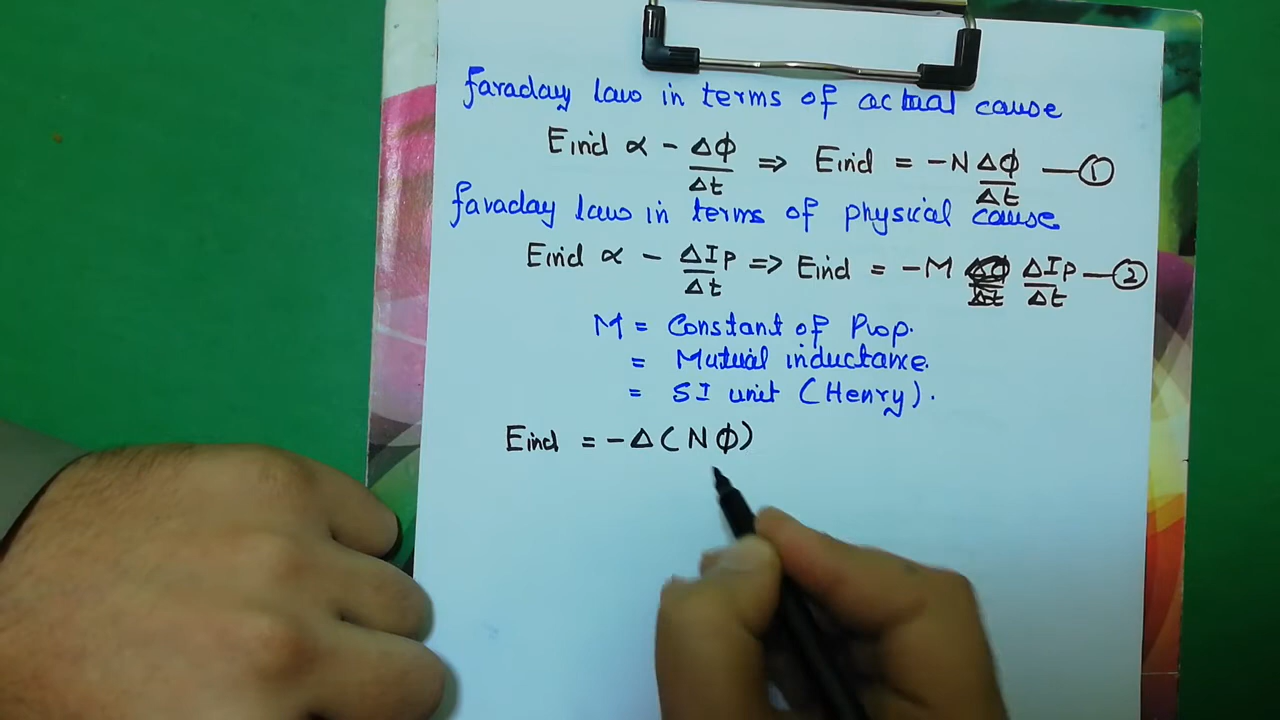 faraday law in terms of actual cause
Eind ∝ - Δϕ/Δt ⇒ Eind = -N Δϕ/Δt —①
faraday law in terms of physical cause
Eind ∝ - ΔIp/Δt ⇒ Eind = -M ΔIp/Δt —②
M = Constant of Prop.
= Mutual inductance.
= SI unit (Henry).
Eind = -Δ(Nϕ)